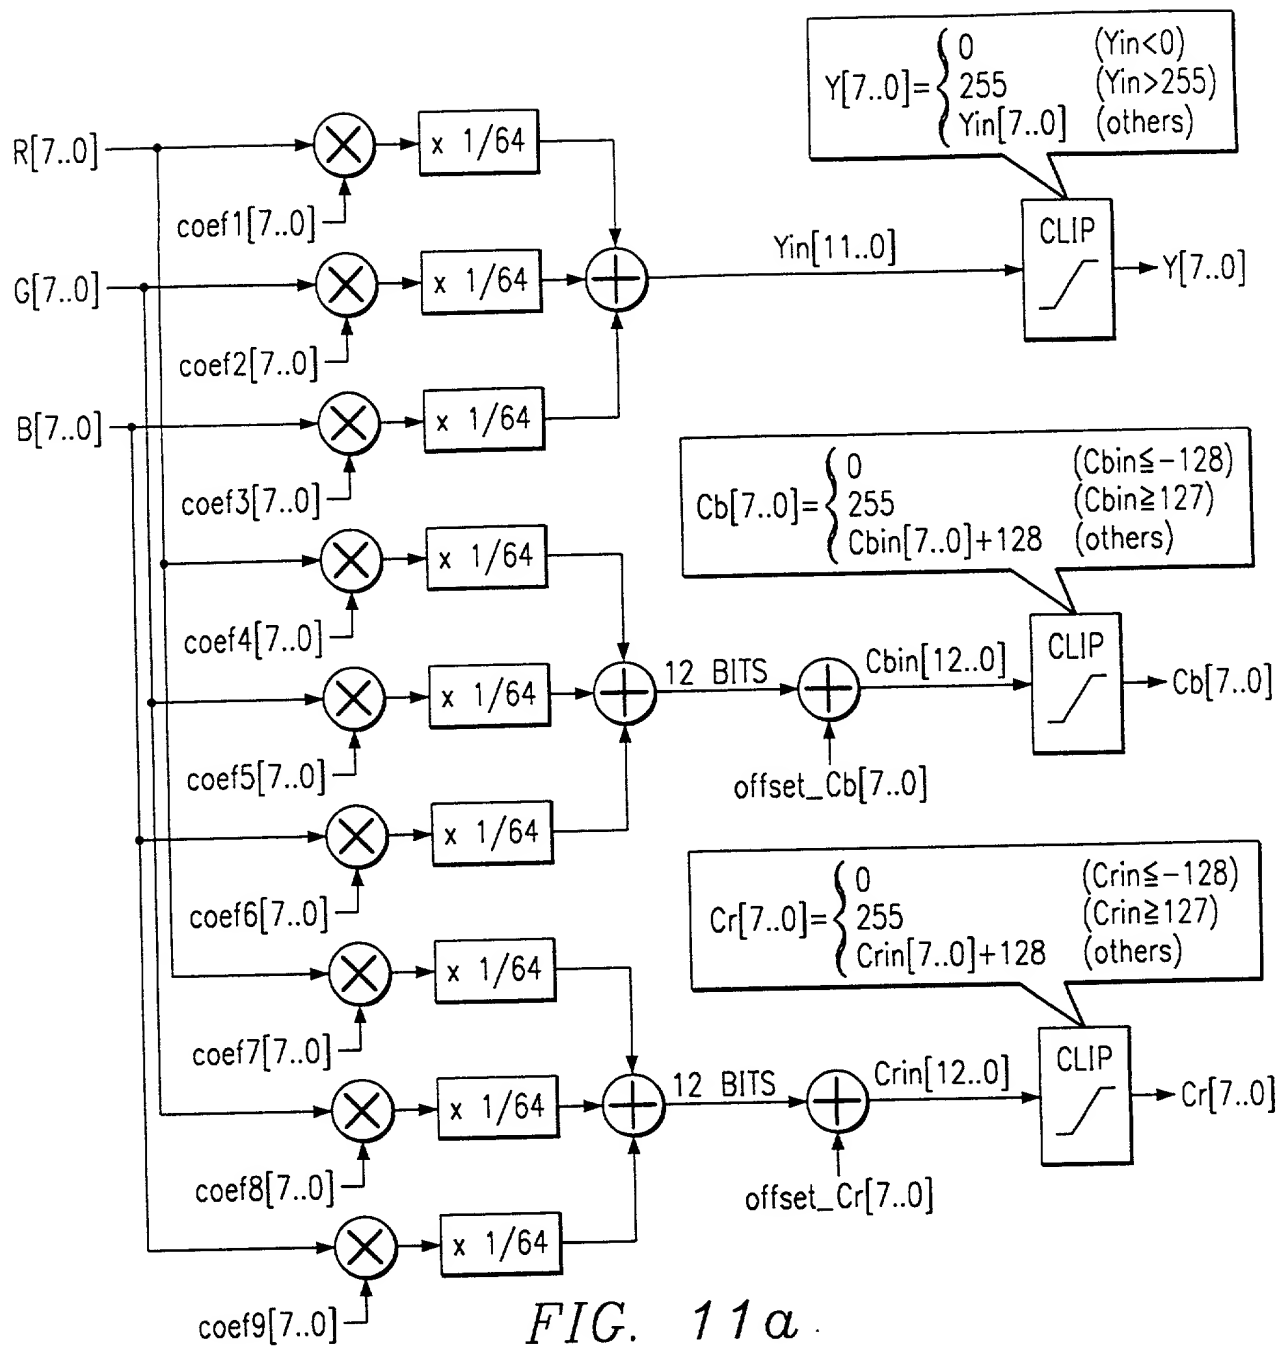 Y[7..0]= 0 (Yin<0)
255 (Yin>255)
Yin[7..0] (others)
R[7..0]
x 1/64
coef1[7..0]
CLIP
Yin[11..0]
Y[7..0]
G[7..0]
x 1/64
coef2[7..0]
B[7..0]
x 1/64
coef3[7..0]
Cb[7..0]= 0 (Cbin≦-128)
255 (Cbin≧127)
Cbin[7..0]+128 (others)
x 1/64
coef4[7..0]
12 BITS
Cbin[12..0]
CLIP
Cb[7..0]
x 1/64
coef5[7..0]
offset_Cb[7..0]
x 1/64
coef6[7..0]
Cr[7..0]= 0 (Crin≦-128)
255 (Crin≧127)
Crin[7..0]+128 (others)
x 1/64
coef7[7..0]
12 BITS
Crin[12..0]
CLIP
Cr[7..0]
x 1/64
coef8[7..0]
offset_Cr[7..0]
x 1/64
coef9[7..0]
FIG. 11a